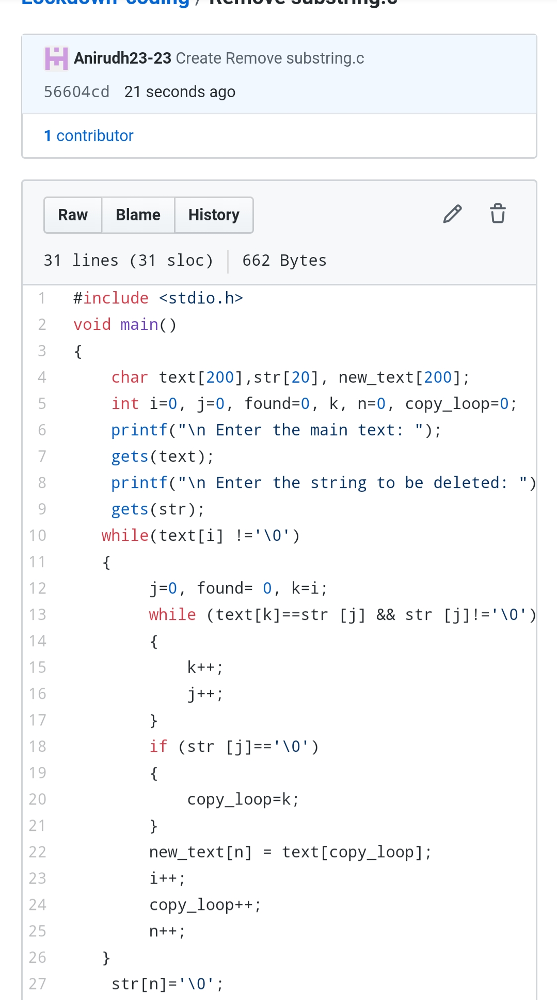 Lockdown-coding / Remove substring.c
Anirudh23-23 Create Remove substring.c
56604cd 21 seconds ago
1 contributor
Raw Blame History
31 lines (31 sloc) 662 Bytes
1 #include <stdio.h>
2 void main()
3 {
4 char text[200],str[20], new_text[200];
5 int i=0, j=0, found=0, k, n=0, copy_loop=0;
6 printf("\n Enter the main text: ");
7 gets(text);
8 printf("\n Enter the string to be deleted: ")
9 gets(str);
10 while(text[i] !='\0')
11 {
12 j=0, found= 0, k=i;
13 while (text[k]==str [j] && str [j]!='\0')
14 {
15 k++;
16 j++;
17 }
18 if (str [j]=='\0')
19 {
20 copy_loop=k;
21 }
22 new_text[n] = text[copy_loop];
23 i++;
24 copy_loop++;
25 n++;
26 }
27 str[n]='\0';